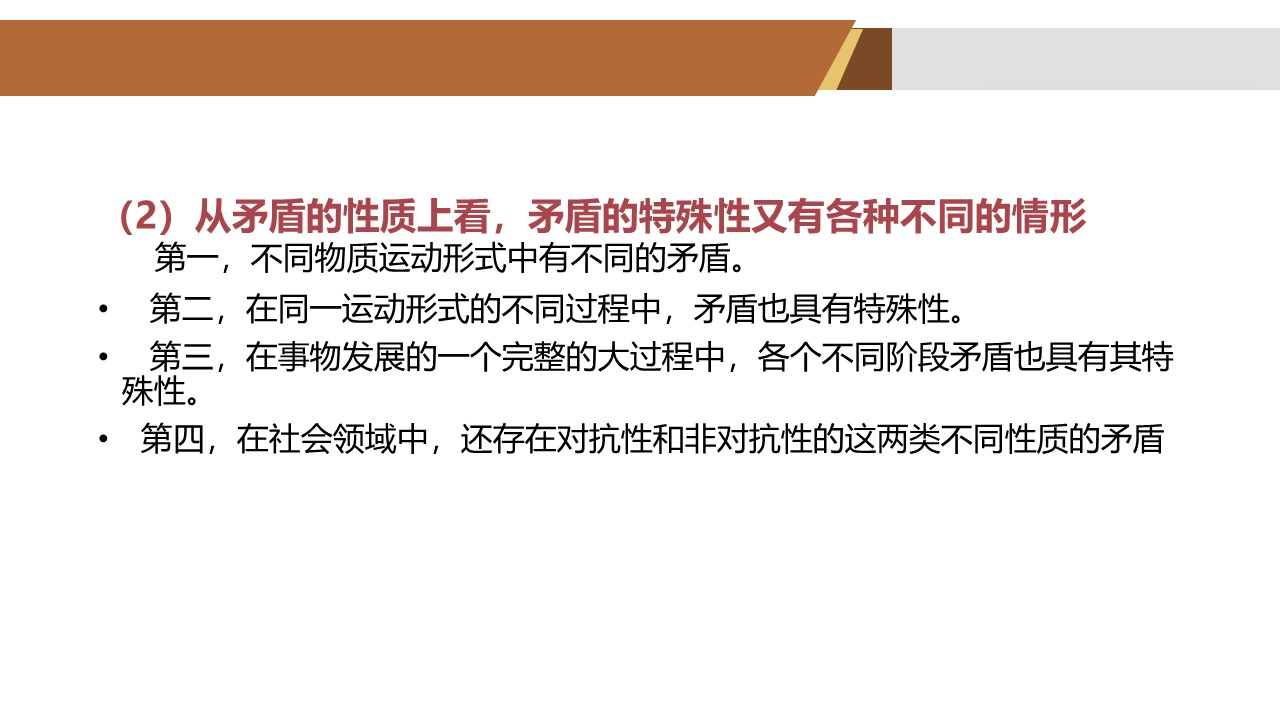 （2）从矛盾的性质上看，矛盾的特殊性又有各种不同的情形
第一，不同物质运动形式中有不同的矛盾。
• 第二，在同一运动形式的不同过程中，矛盾也具有特殊性。
• 第三，在事物发展的一个完整的大过程中，各个不同阶段矛盾也具有其特
殊性。
• 第四，在社会领域中，还存在对抗性和非对抗性的这两类不同性质的矛盾